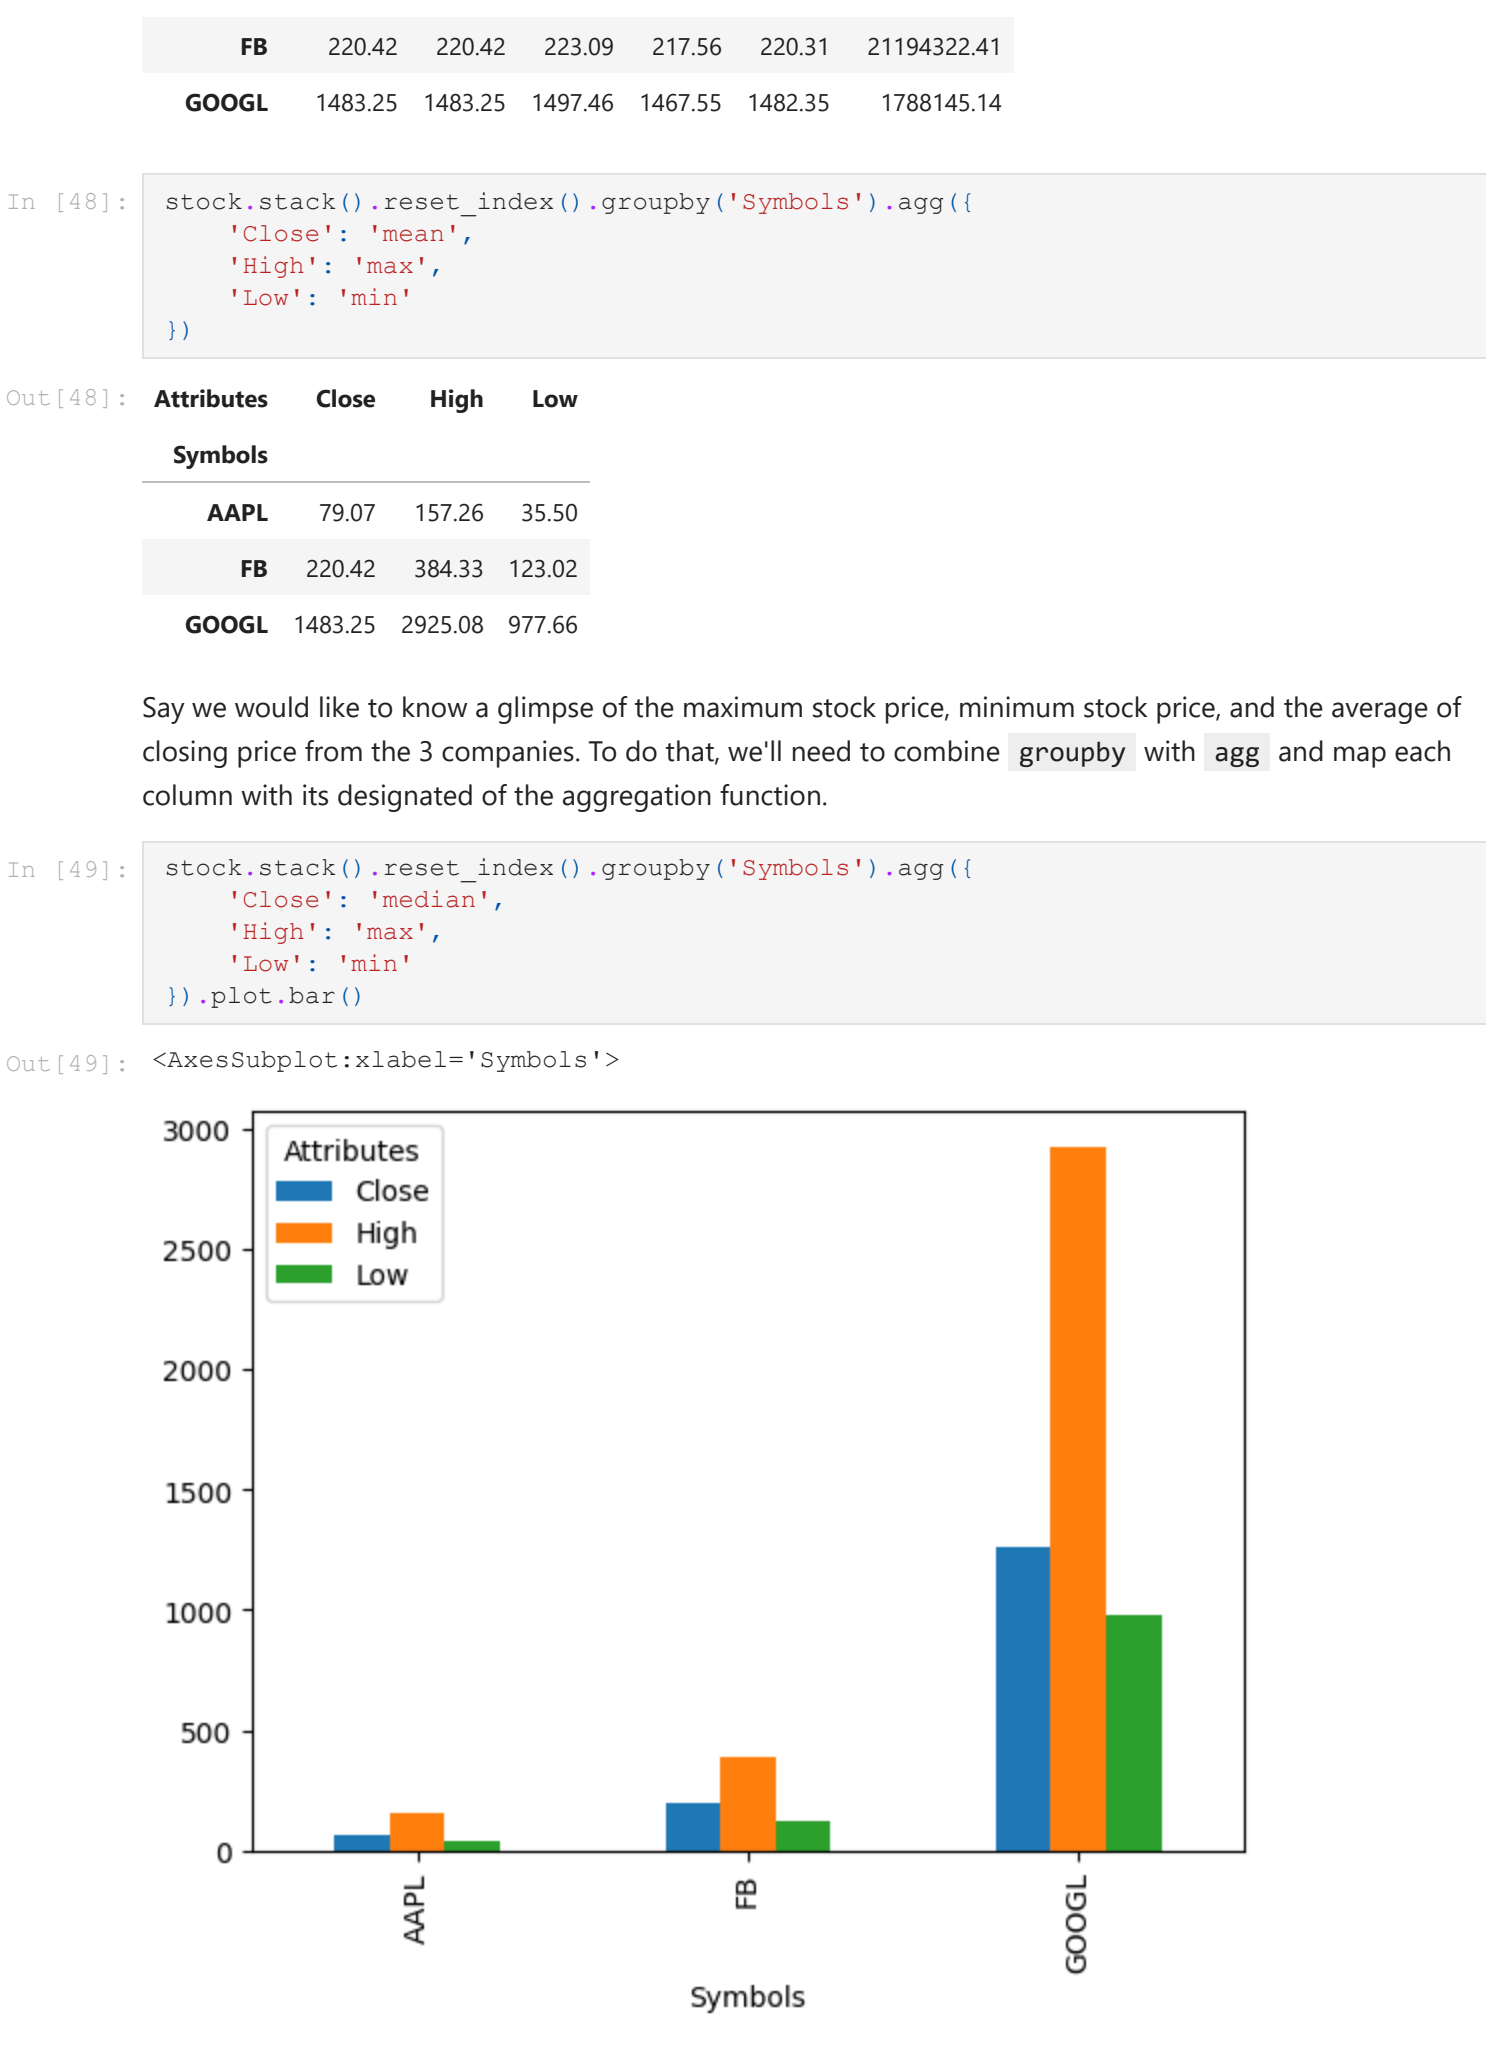 FB 220.42 220.42 223.09 217.56 220.31 21194322.41
GOOGL 1483.25 1483.25 1497.46 1467.55 1482.35 1788145.14
In [48]: stock.stack().reset_index().groupby('Symbols').agg({
    'Close': 'mean',
    'High': 'max',
    'Low': 'min'
})
Out[48]: Attributes Close High Low
Symbols
AAPL 79.07 157.26 35.50
FB 220.42 384.33 123.02
GOOGL 1483.25 2925.08 977.66
Say we would like to know a glimpse of the maximum stock price, minimum stock price, and the average of
closing price from the 3 companies. To do that, we'll need to combine groupby with agg and map each
column with its designated of the aggregation function.
In [49]: stock.stack().reset_index().groupby('Symbols').agg({
    'Close': 'median',
    'High': 'max',
    'Low': 'min'
}).plot.bar()
Out[49]: <AxesSubplot:xlabel='Symbols'>
3000
Attributes
Close
High
Low
2500
2000
1500
1000
500
0
AAPL FB GOOGL
Symbols